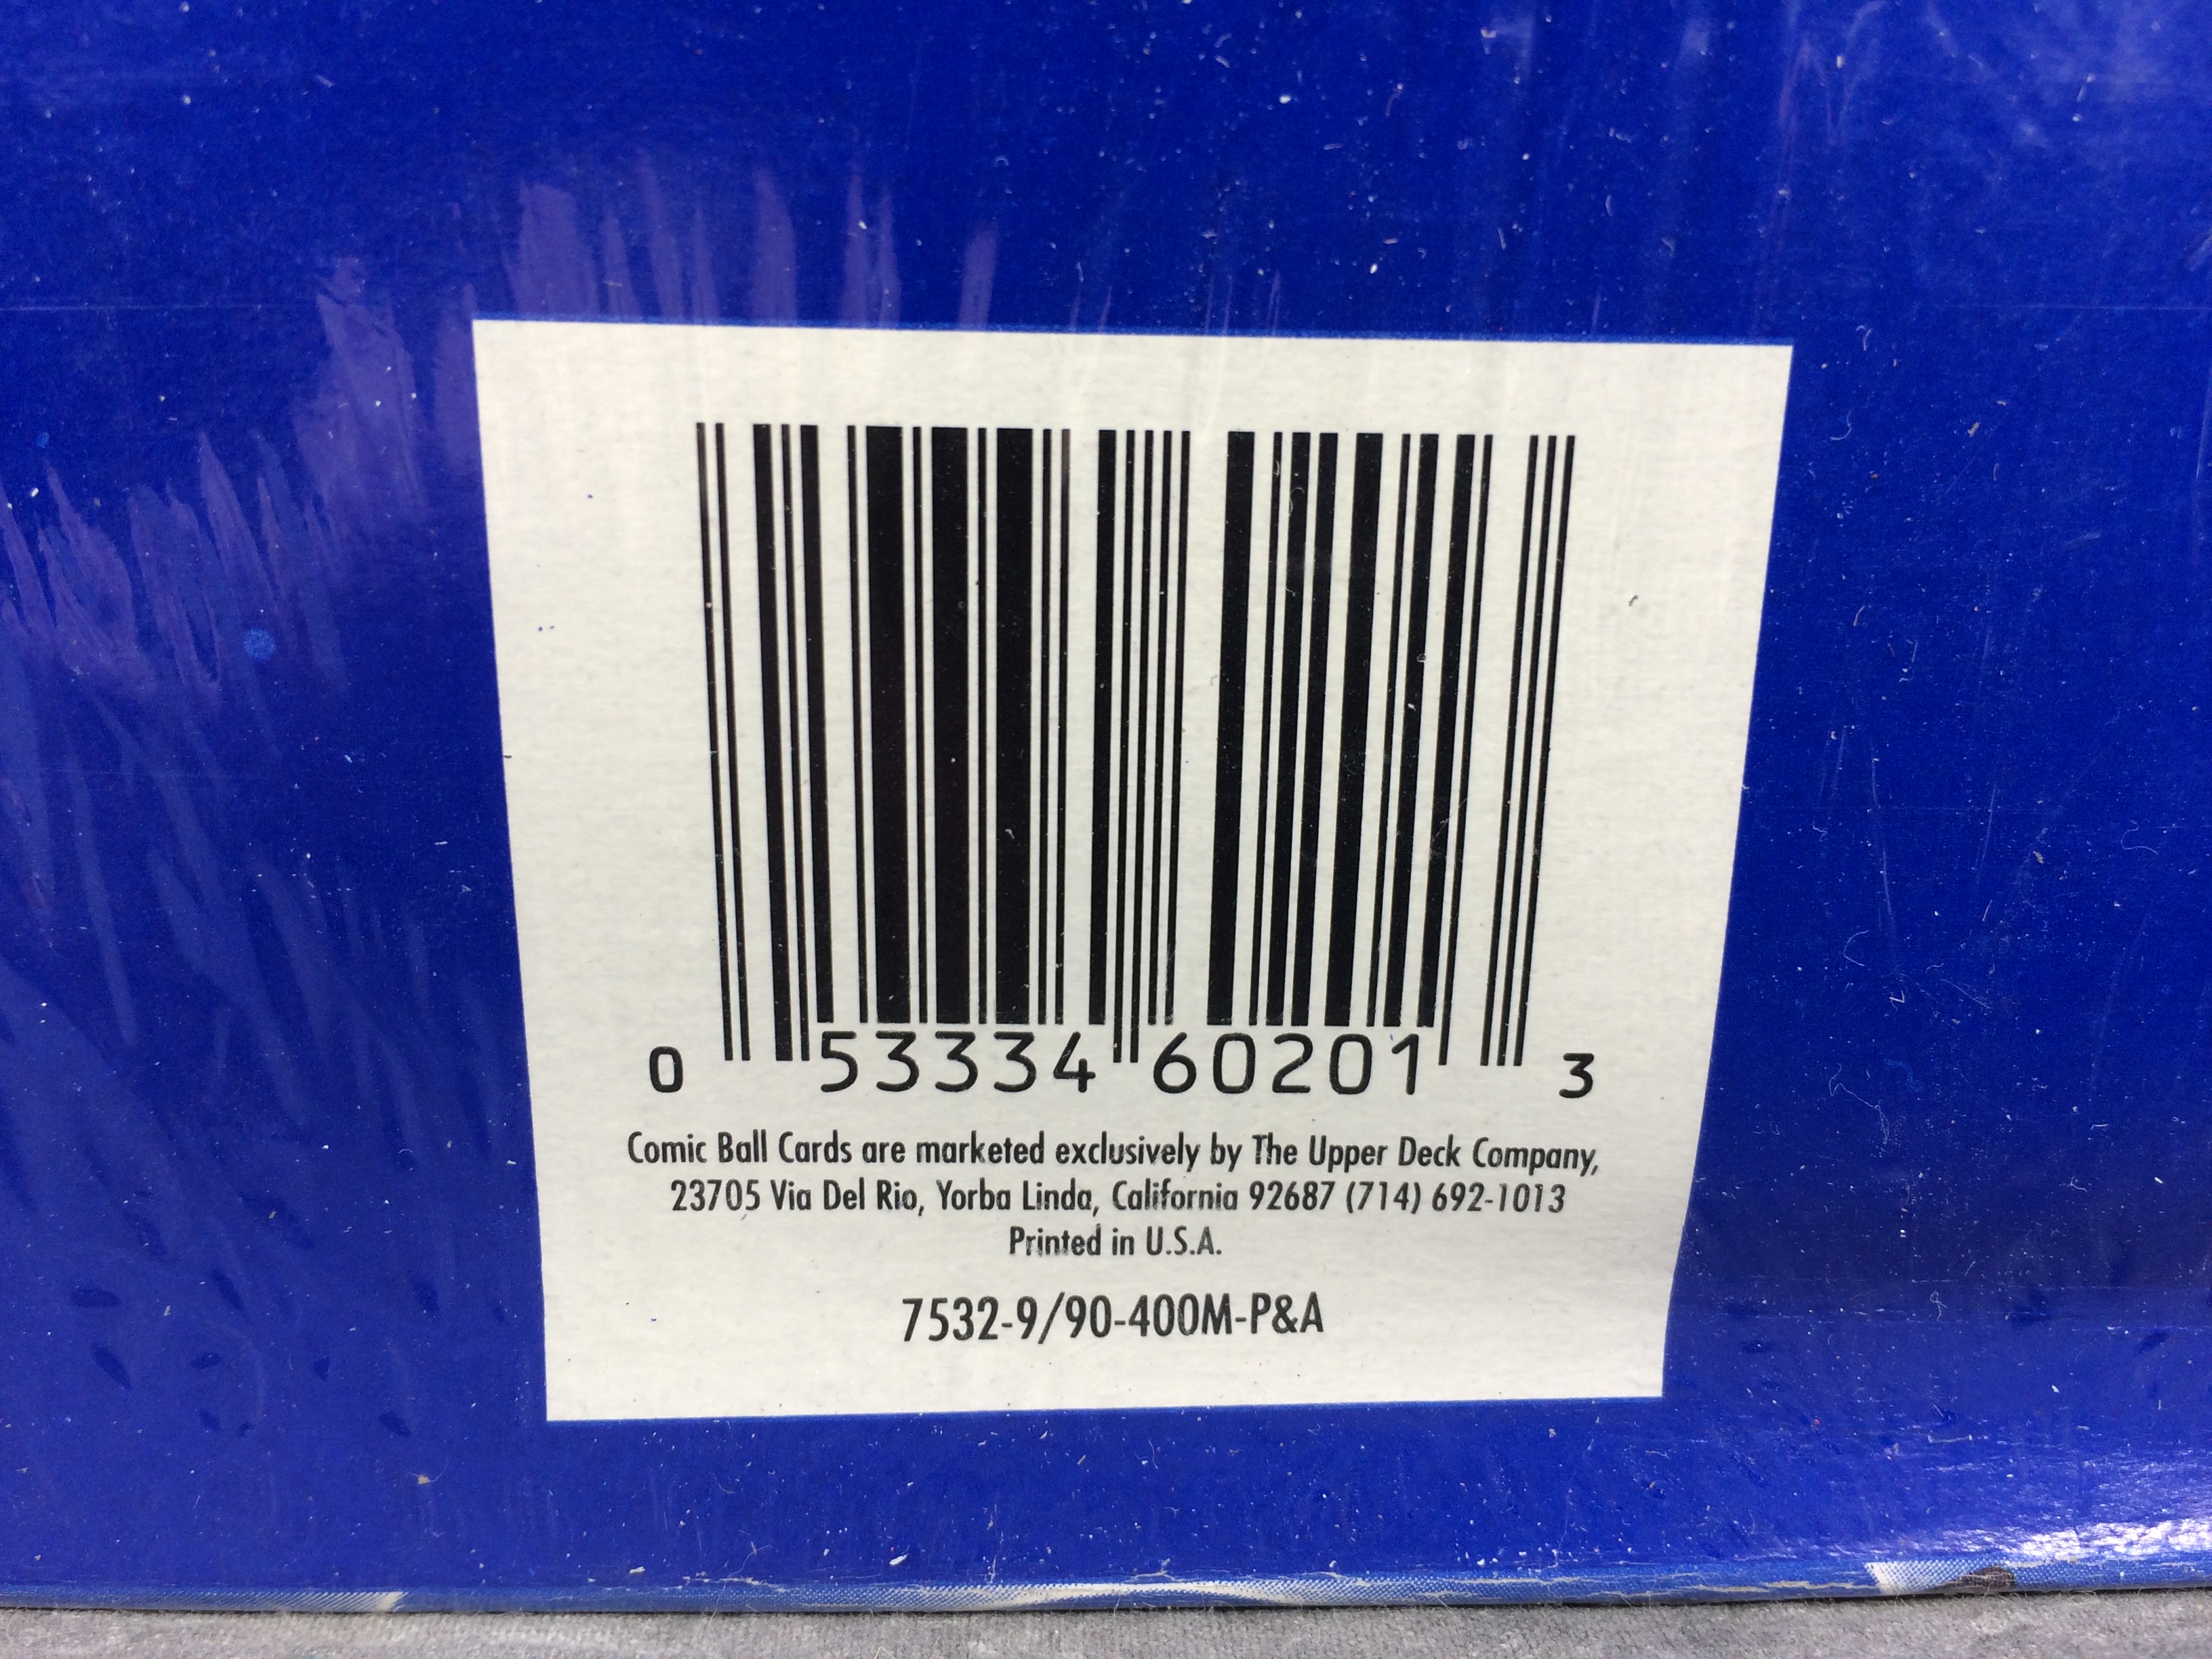 0 53334 60201 3
Comic Ball Cards are marketed exclusively by The Upper Deck Company,
23705 Via Del Rio, Yorba Linda, California 92687 (714) 692-1013
Printed in U.S.A.
7532-9/90-400M-P&A